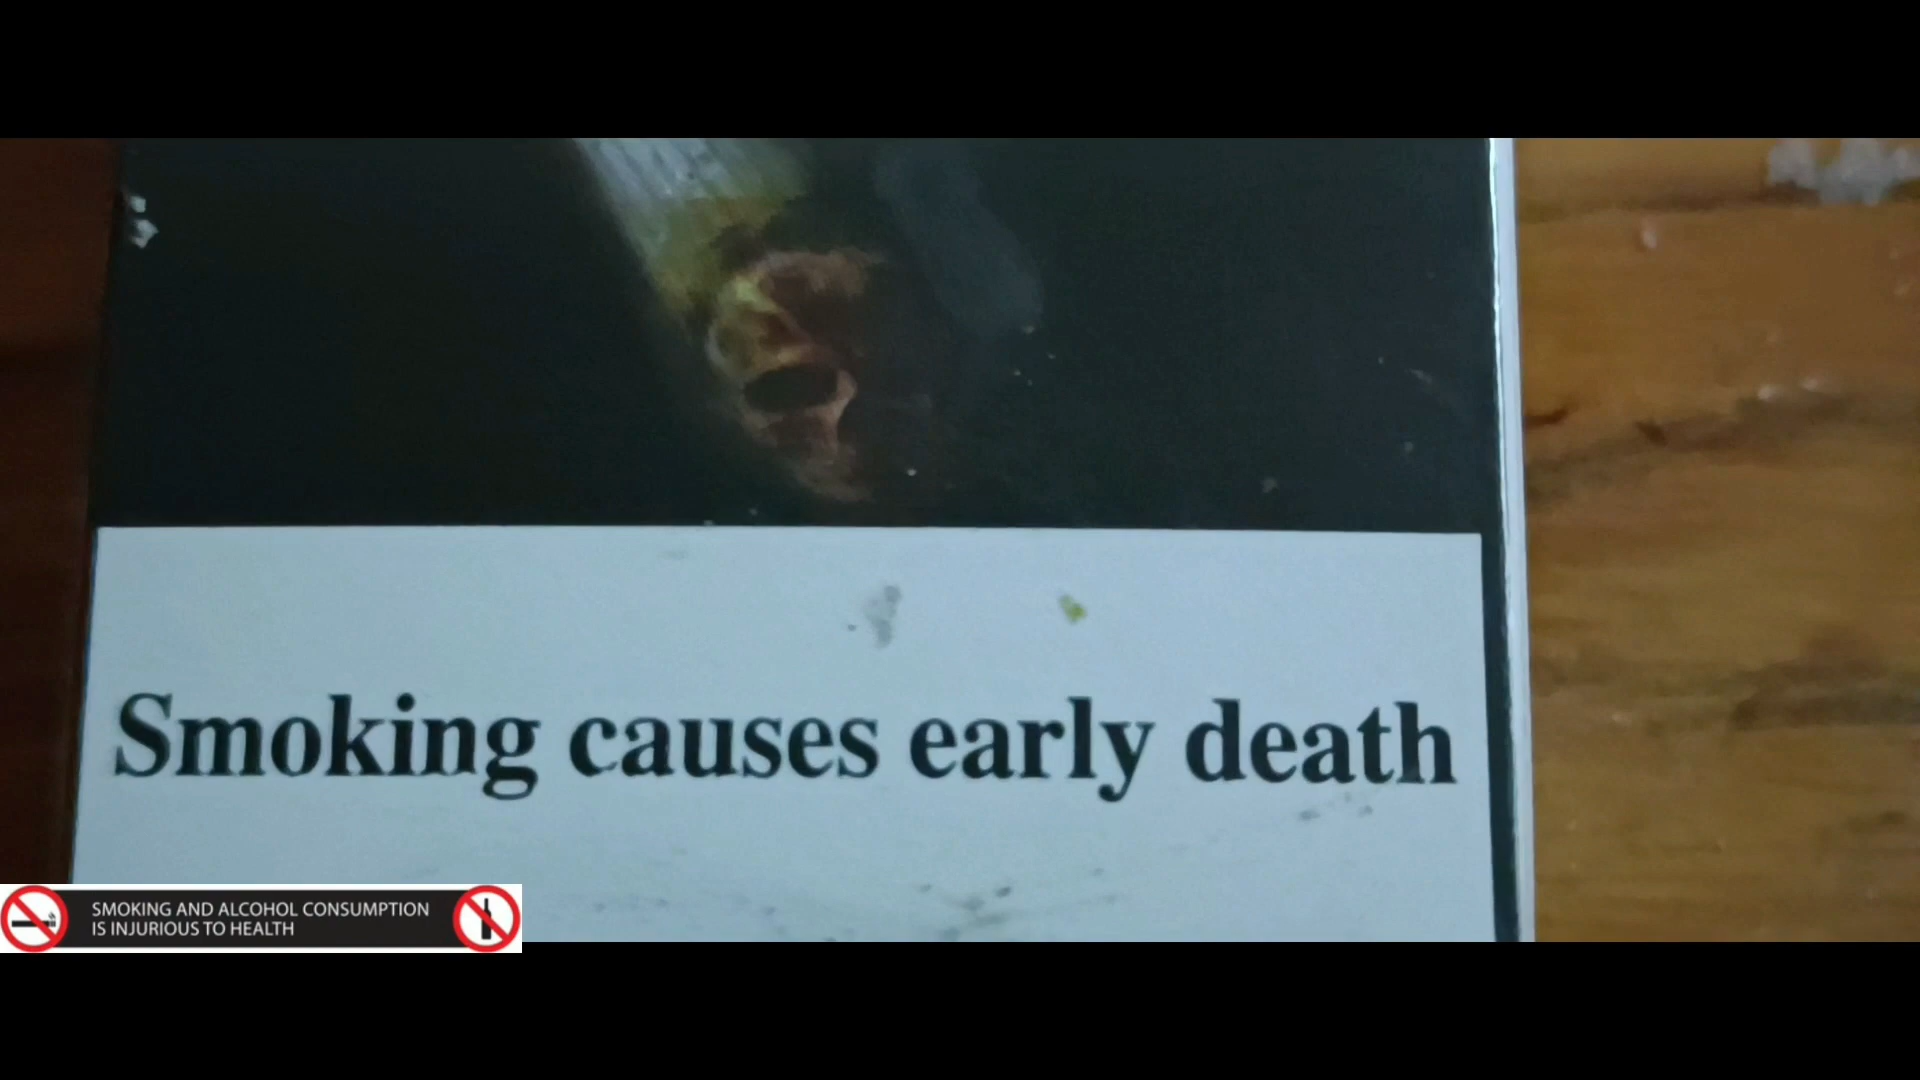 Smoking causes early death
SMOKING AND ALCOHOL CONSUMPTION
IS INJURIOUS TO HEALTH